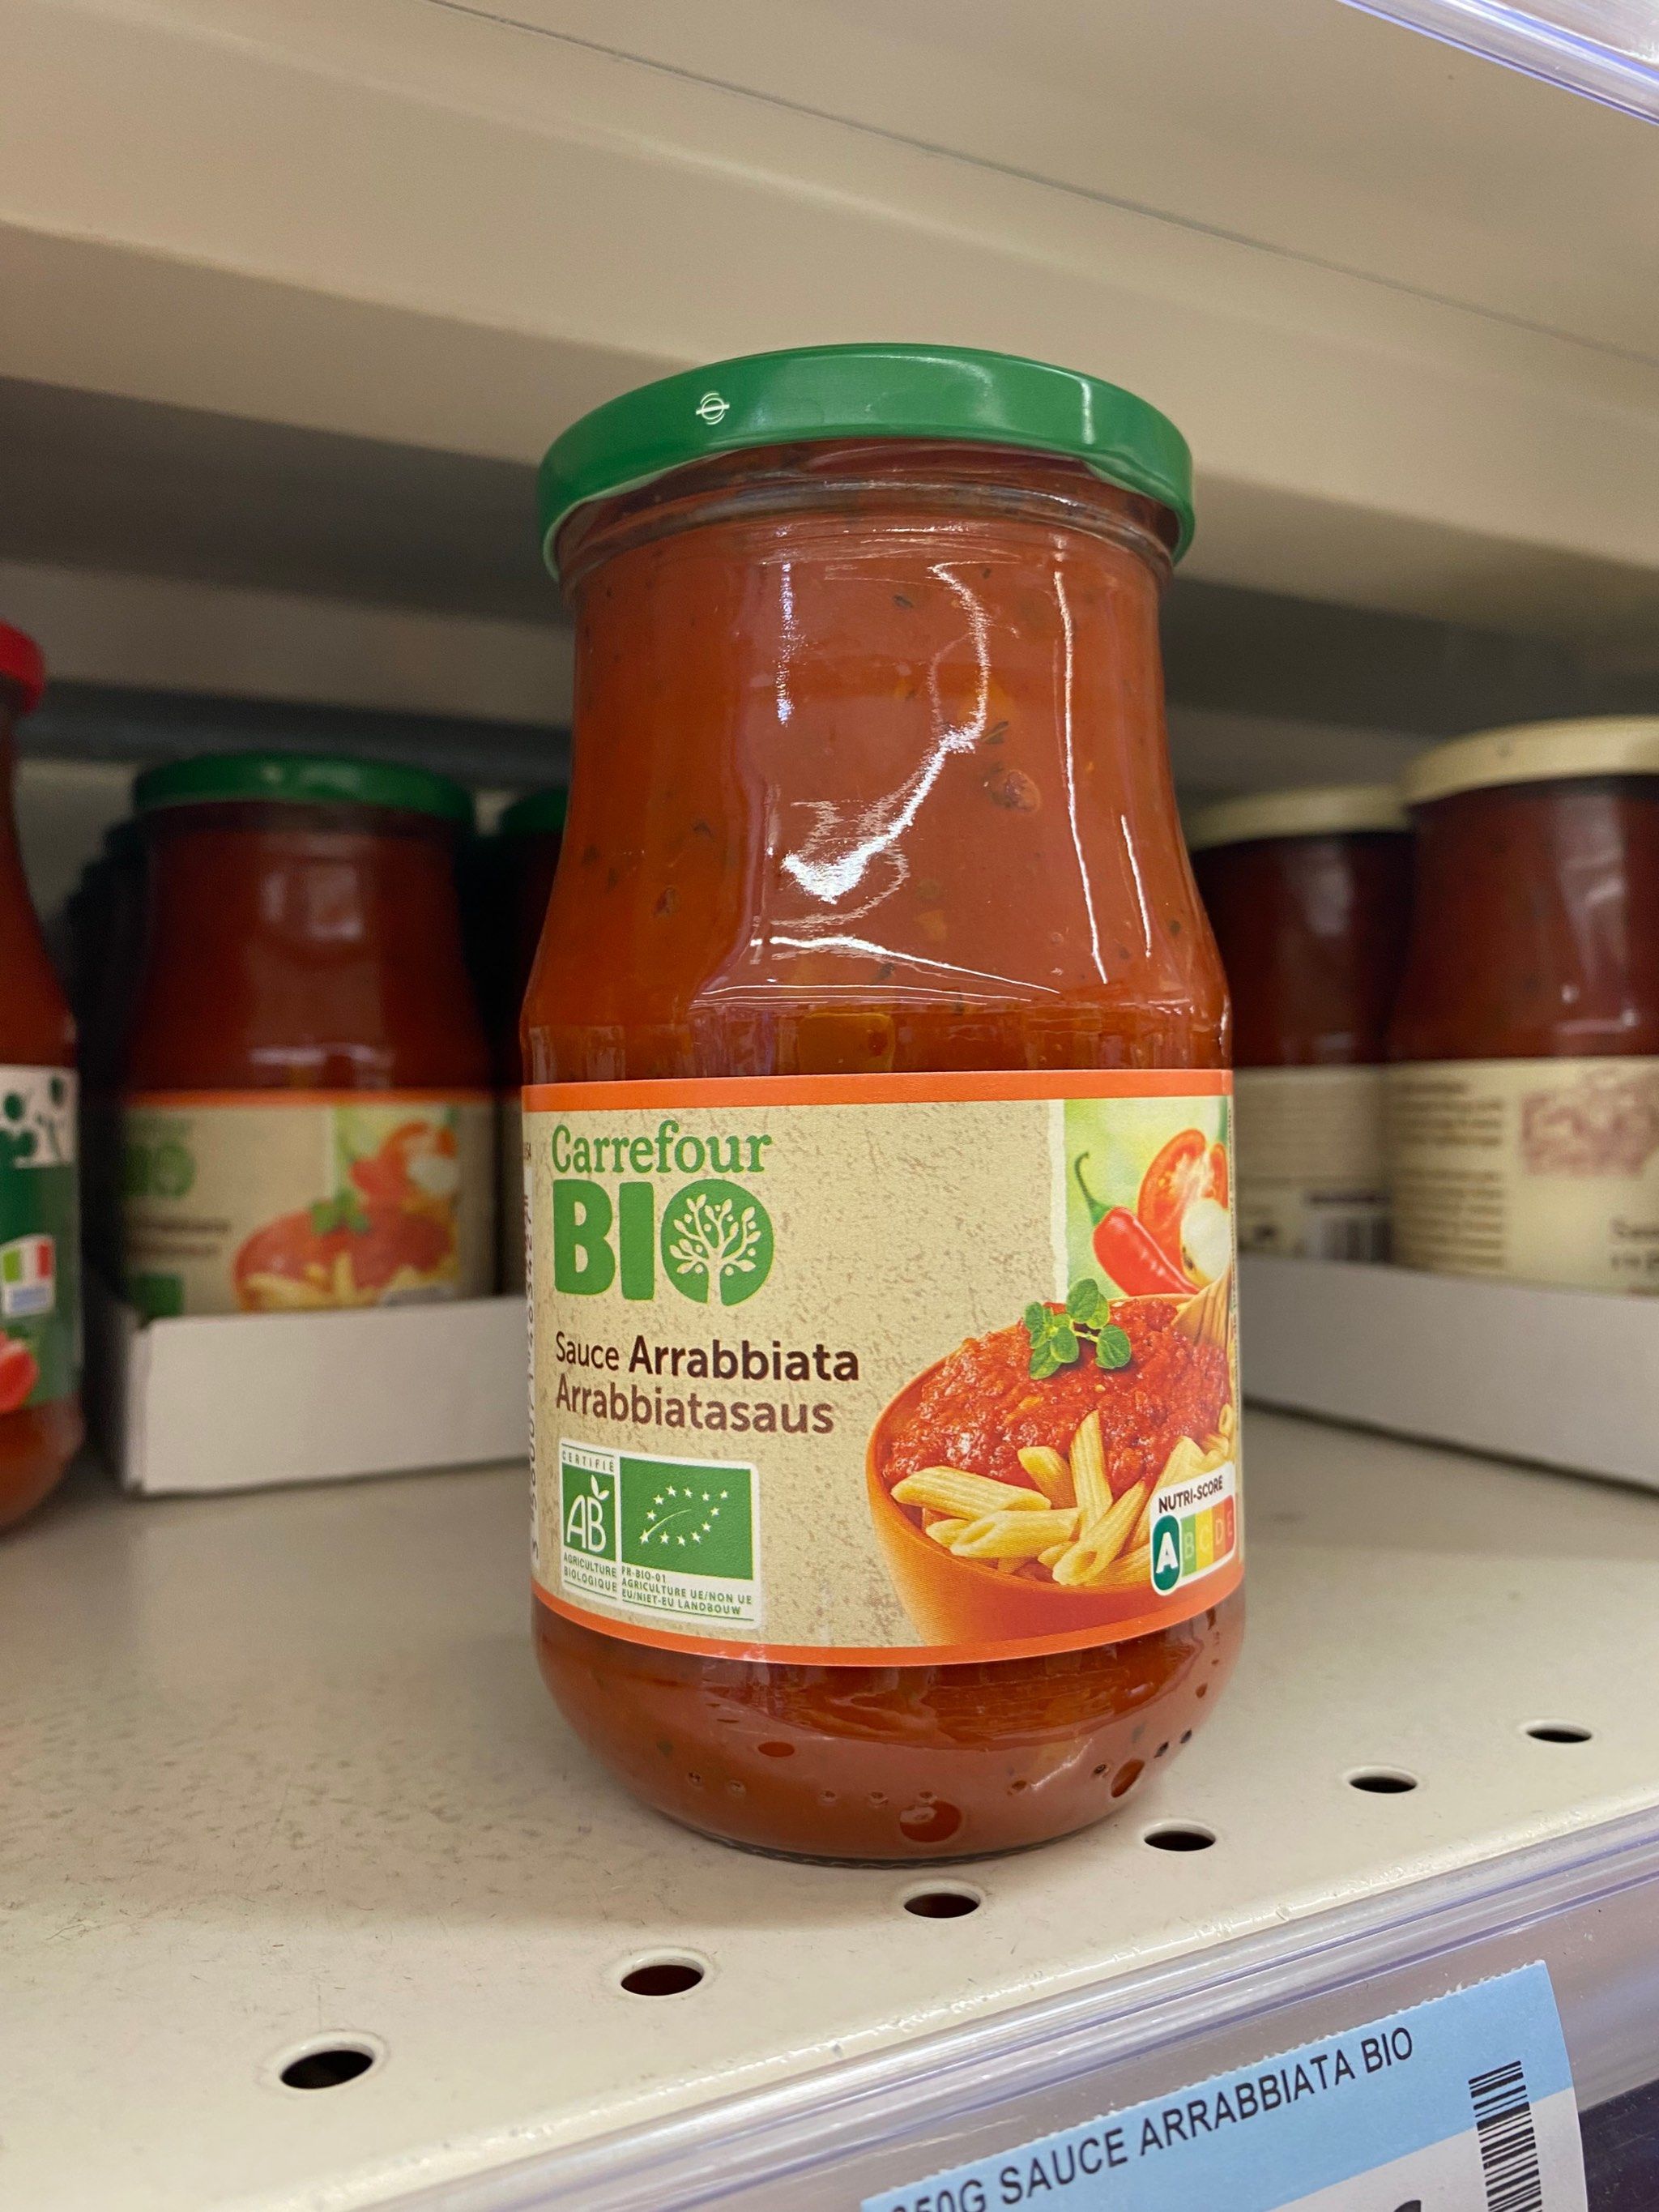 Carrefour
BIO
Sauce Arrabbiata
Arrabbiatasaus
CERTIFIÉ
AB
AGRICULTURE
BIOLOGIQUE
FR-BIO-01
AGRICULTURE UE/NON UE
EU/NIET-EU LANDBOUW
NUTRI-SCORE
A B C D E
50G SAUCE ARRABBIATA BIO